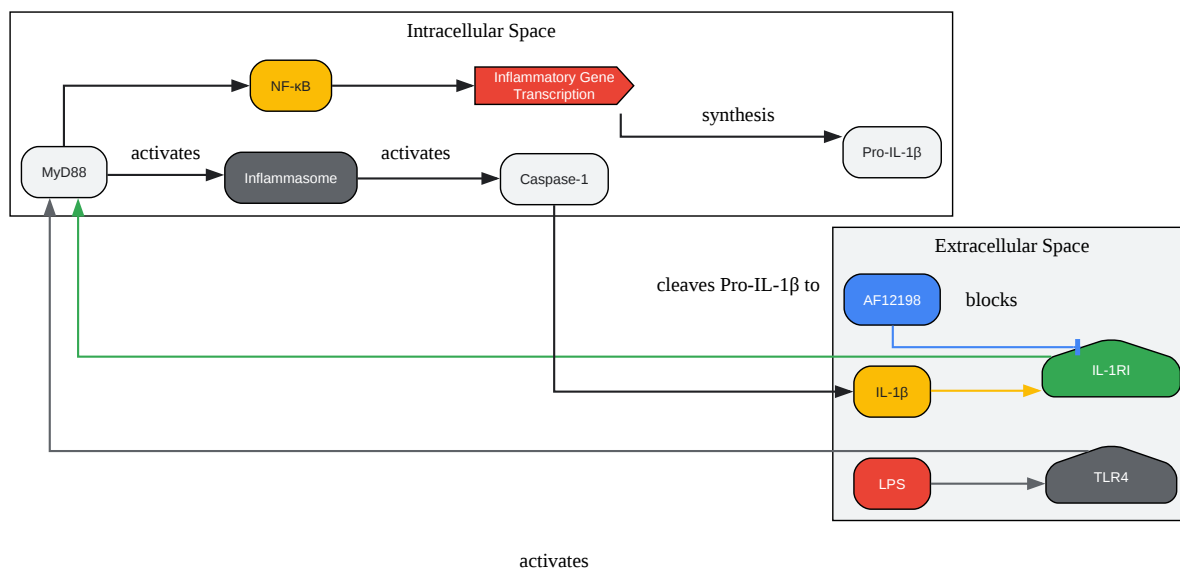 Intracellular Space
NF-κB
Inflammatory Gene
Transcription
synthesis
Pro-IL-1β
MyD88
activates
Inflammasome
activates
Caspase-1
Extracellular Space
cleaves Pro-IL-1β to
AF12198
blocks
IL-1RI
IL-1β
LPS
TLR4
activates